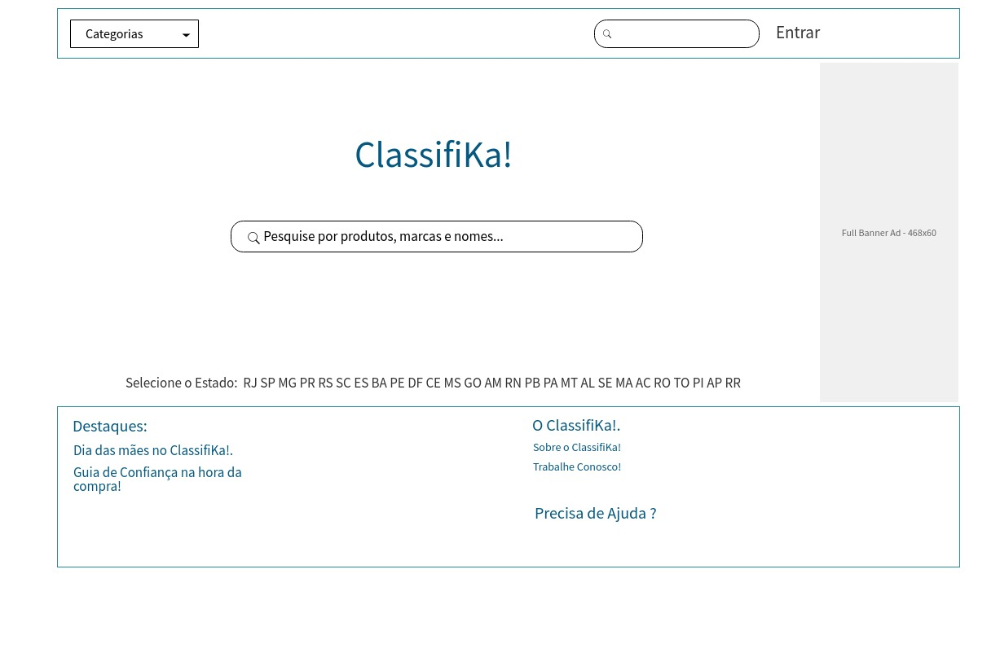 Categorias
Entrar
ClassifiKa!
Pesquise por produtos, marcas e nomes...
Full Banner Ad - 468x60
Selecione o Estado: RJ SP MG PR RS SC ES BA PE DF CE MS GO AM RN PB PA MT AL SE MA AC RO TO PI AP RR
Destaques:
Dia das mães no ClassifiKa!.
Guia de Confiança na hora da
compra!
O ClassifiKa!.
Sobre o ClassifiKa!
Trabalhe Conosco!
Precisa de Ajuda ?